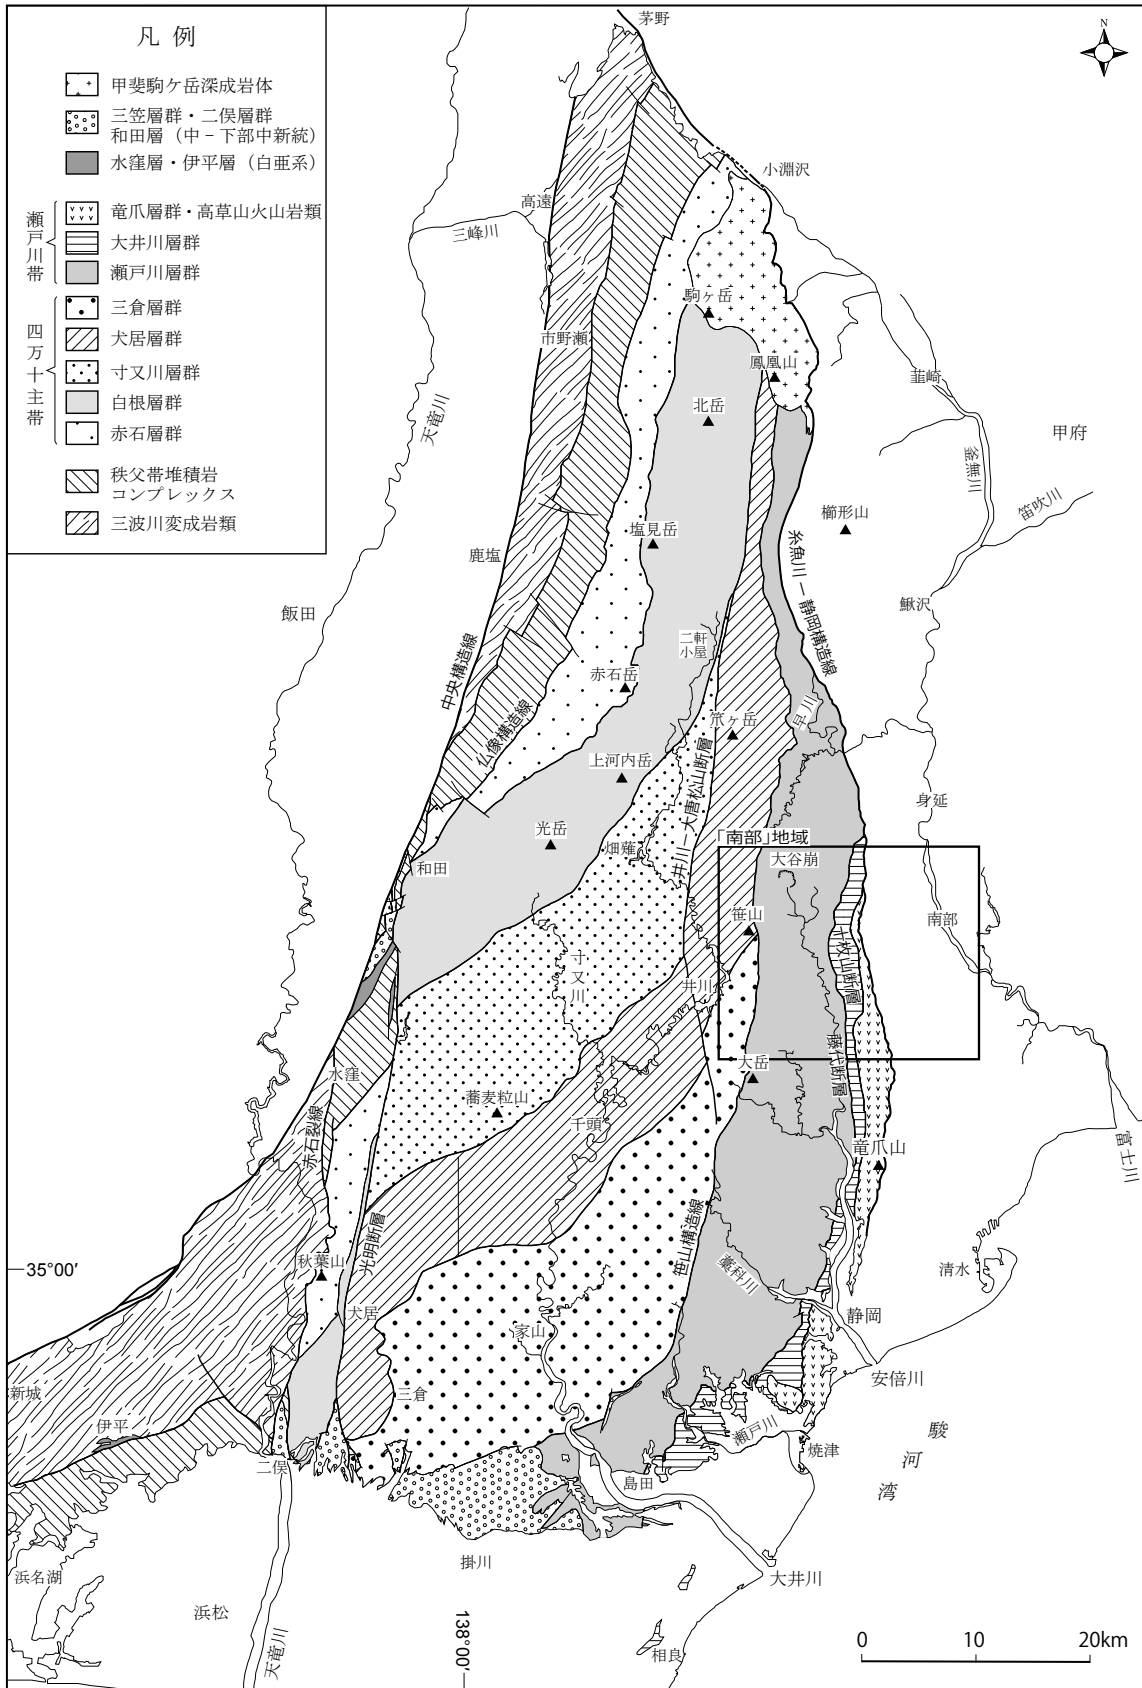 凡 例
甲斐駒ケ岳深成岩体
三笠層群・二俣層群
和田層（中－下部中新統）
水窪層・伊平層（白亜系）
瀬戸川帯
竜爪層群・高草山火山岩類
大井川層群
瀬戸川層群
四万十主帯
三倉層群
犬居層群
寸又川層群
白根層群
赤石層群
秩父帯堆積岩
コンプレックス
三波川変成岩類
N
茅野
小淵沢
高遠
三峰川
駒ヶ岳
市野瀬
鳳凰山
韮崎
天竜川
北岳
甲府
釜無川
笛吹川
櫛形山
塩見岳
鹿塩
糸魚川ー静岡構造線
飯田
鰍沢
二軒
小屋
中央構造線
赤石岳
仏像構造線
笊ヶ岳
早川
上河内岳
井川ー大唐松山断層
身延
光岳
畑薙
「南部」地域
大谷崩
和田
笹山
南部
十枚山断層
寸又川
井川
藤代断層
大岳
水窪
蕎麦粒山
千頭
赤石裂線
竜爪山
富士川
光明断層
笹山構造線
秋葉山
35°00′
藁科川
清水
犬居
静岡
家山
安倍川
新城
三倉
伊平
瀬戸川
焼津
駿河湾
二俣
島田
掛川
浜名湖
大井川
浜松
天竜川
138°00′
相良
0 10 20km